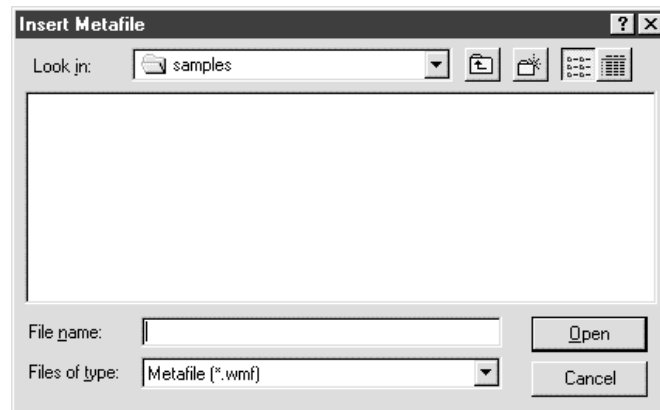 Insert Metafile
Look in: samples
File name: Open
Files of type: Metafile (*.wmf) Cancel